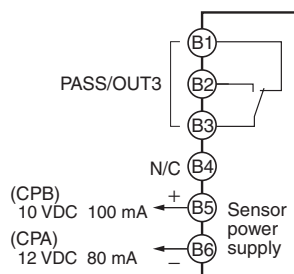 B1
PASS/OUT3
B2
B3
N/C B4
(CPB)
10 VDC 100 mA
+
B5
(CPA)
12 VDC 80 mA
−
B6
Sensor
power
supply